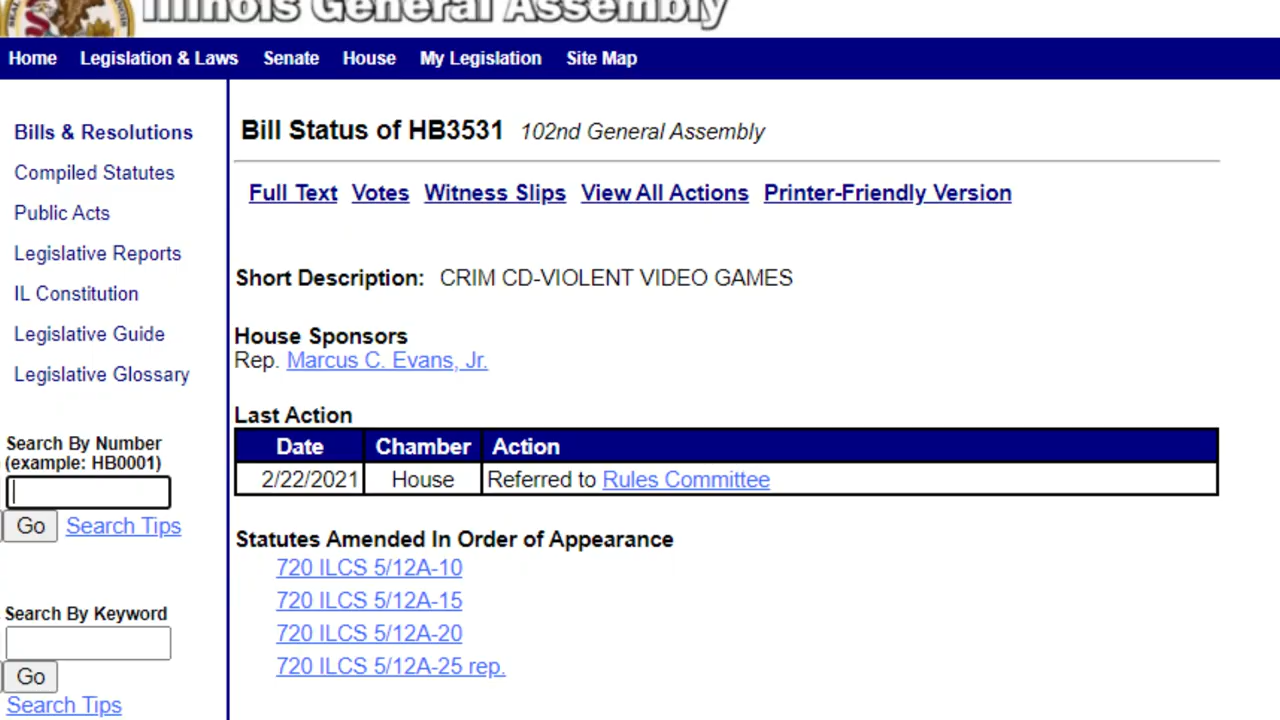 Illinois General Assembly
Home Legislation & Laws Senate House My Legislation Site Map
Bills & Resolutions
Compiled Statutes
Public Acts
Legislative Reports
IL Constitution
Legislative Guide
Legislative Glossary
Search By Number
(example: HB0001)
Go Search Tips
Search By Keyword
Go
Search Tips
Bill Status of HB3531 102nd General Assembly
Full Text Votes Witness Slips View All Actions Printer-Friendly Version
Short Description: CRIM CD-VIOLENT VIDEO GAMES
House Sponsors
Rep. Marcus C. Evans, Jr.
Last Action
Date Chamber Action
2/22/2021 House Referred to Rules Committee
Statutes Amended In Order of Appearance
720 ILCS 5/12A-10
720 ILCS 5/12A-15
720 ILCS 5/12A-20
720 ILCS 5/12A-25 rep.